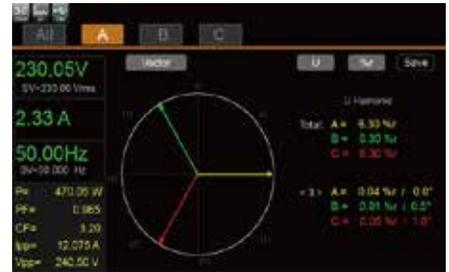 All A B C
230.05V
SV=230.00 Vrms
2.33 A
50.00Hz
SV=50.000 Hz
P= 470.05 W
PF=
CF= 3.20
Ipp= 12.075 A
Vpp= 240.50 V
Vector U %r Save
U Harmonic
Total: A= 0.30 %r
B= 0.30 %r
C= 0.30 %r
<3> A= 0.04 %r / 0.0°
B= 0.01 %r / 0.5°
C= 0.05 %r / 1.0°